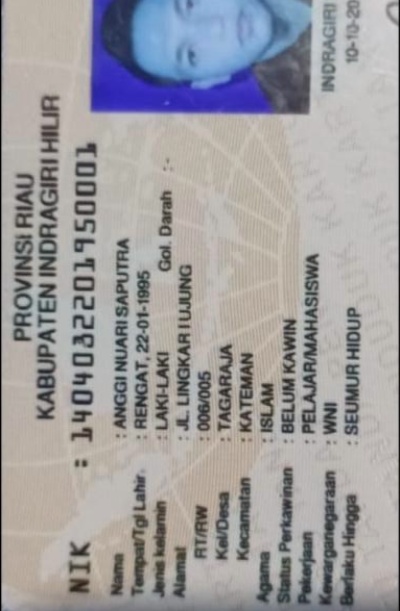 PROVINSI RIAU
KABUPATEN INDRAGIRI HILIR
NIK : 1404032201950001
Nama : ANGGI NUARI SAPUTRA
Tempat/Tgl Lahir : RENGAT, 22-01-1995
Jenis kelamin : LAKI-LAKI Gol. Darah : -
Alamat : JL. LINGKAR I UJUNG
RT/RW : 006/005
Kel/Desa : TAGARAJA
Kecamatan : KATEMAN
Agama : ISLAM
Status Perkawinan : BELUM KAWIN
Pekerjaan : PELAJAR/MAHASISWA
Kewarganegaraan : WNI
Berlaku Hingga : SEUMUR HIDUP
INDRAGIRI
10-10-20